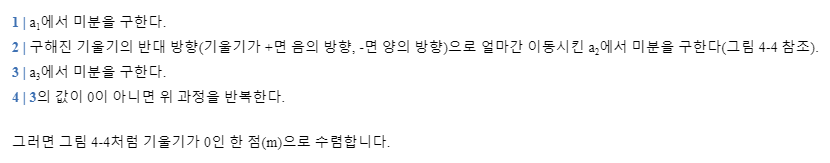 1 | a₁에서 미분을 구한다.
2 | 구해진 기울기의 반대 방향(기울기가 +면 음의 방향, -면 양의 방향)으로 얼마간 이동시킨 a₂에서 미분을 구한다(그림 4-4 참조).
3 | a₃에서 미분을 구한다.
4 | 3의 값이 0이 아니면 위 과정을 반복한다.
그러면 그림 4-4처럼 기울기가 0인 한 점(m)으로 수렴합니다.